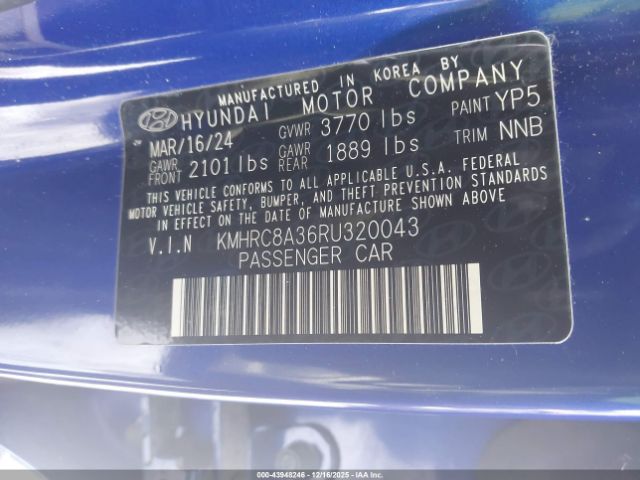 MANUFACTURED IN KOREA BY
HYUNDAI MOTOR COMPANY
MAR/16/24 GVWR 3770 lbs PAINT YP5
GAWR FRONT 2101 lbs GAWR REAR 1889 lbs TRIM NNB
THIS VEHICLE CONFORMS TO ALL APPLICABLE U.S.A. FEDERAL
MOTOR VEHICLE SAFETY, BUMPER, AND THEFT PREVENTION STANDARDS
IN EFFECT ON THE DATE OF MANUFACTURE SHOWN ABOVE.
V.I.N KMHRC8A36RU320043
PASSENGER CAR
000-43948246 - 12/16/2025 - IAA Inc.